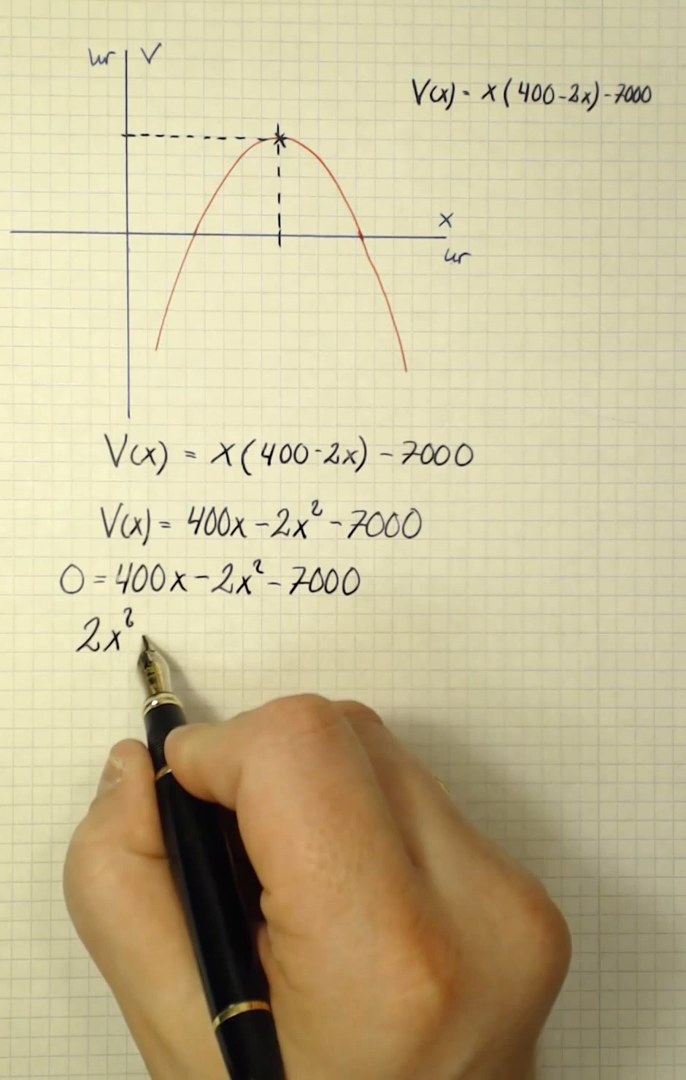 kr V
V(x) = x(400-2x)-7000
x
kr
V(x) = x(400-2x) - 7000
V(x) = 400x - 2x² - 7000
0 = 400x - 2x² - 7000
2x²